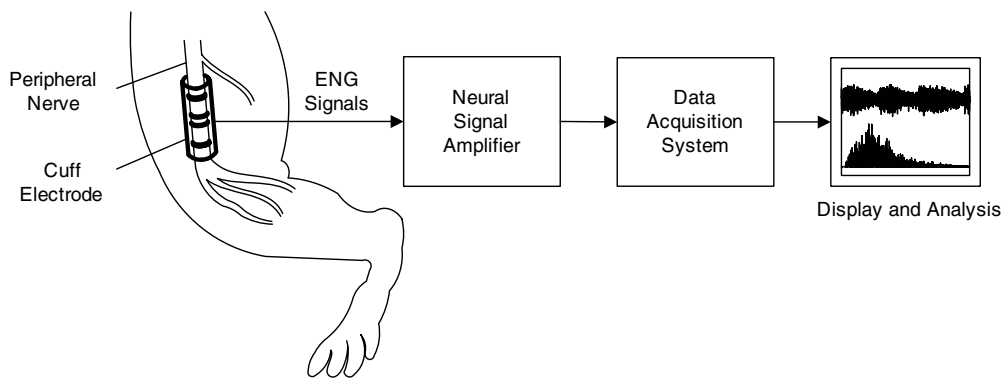 Peripheral
Nerve
Cuff
Electrode
ENG
Signals
Neural
Signal
Amplifier
Data
Acquisition
System
Display and Analysis